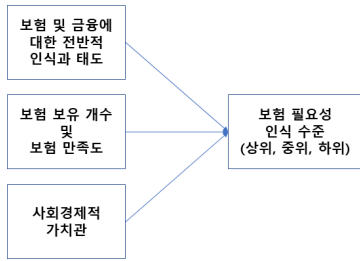 보험 및 금융에
대한 전반적
인식과 태도
보험 보유 개수
및
보험 만족도
사회경제적
가치관
보험 필요성
인식 수준
(상위, 중위, 하위)